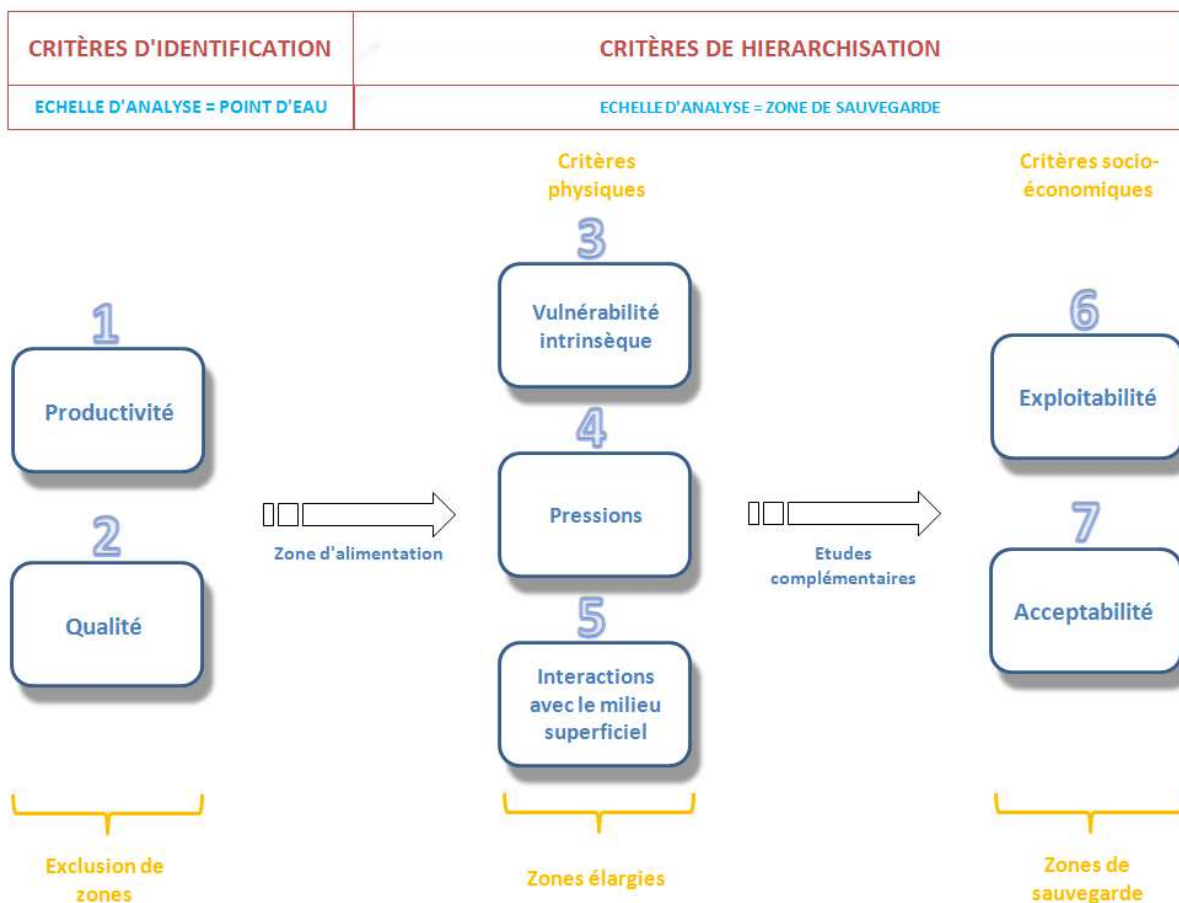 CRITÈRES D'IDENTIFICATION
CRITÈRES DE HIERARCHISATION
ECHELLE D'ANALYSE = POINT D'EAU
ECHELLE D'ANALYSE = ZONE DE SAUVEGARDE
Critères
physiques
Critères socio-
économiques
1
Productivité
2
Qualité
Zone d'alimentation
3
Vulnérabilité
intrinsèque
4
Pressions
5
Interactions
avec le milieu
superficiel
Etudes
complémentaires
6
Exploitabilité
7
Acceptabilité
Exclusion de
zones
Zones élargies
Zones de
sauvegarde